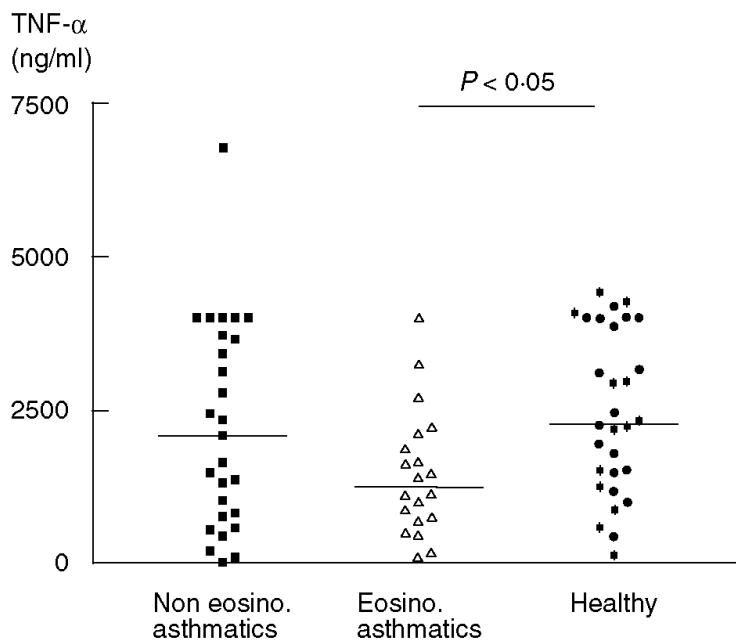 TNF-α
(ng/ml)
P < 0·05
7500
5000
2500
0
Non eosino.
asthmatics
Eosino.
asthmatics
Healthy